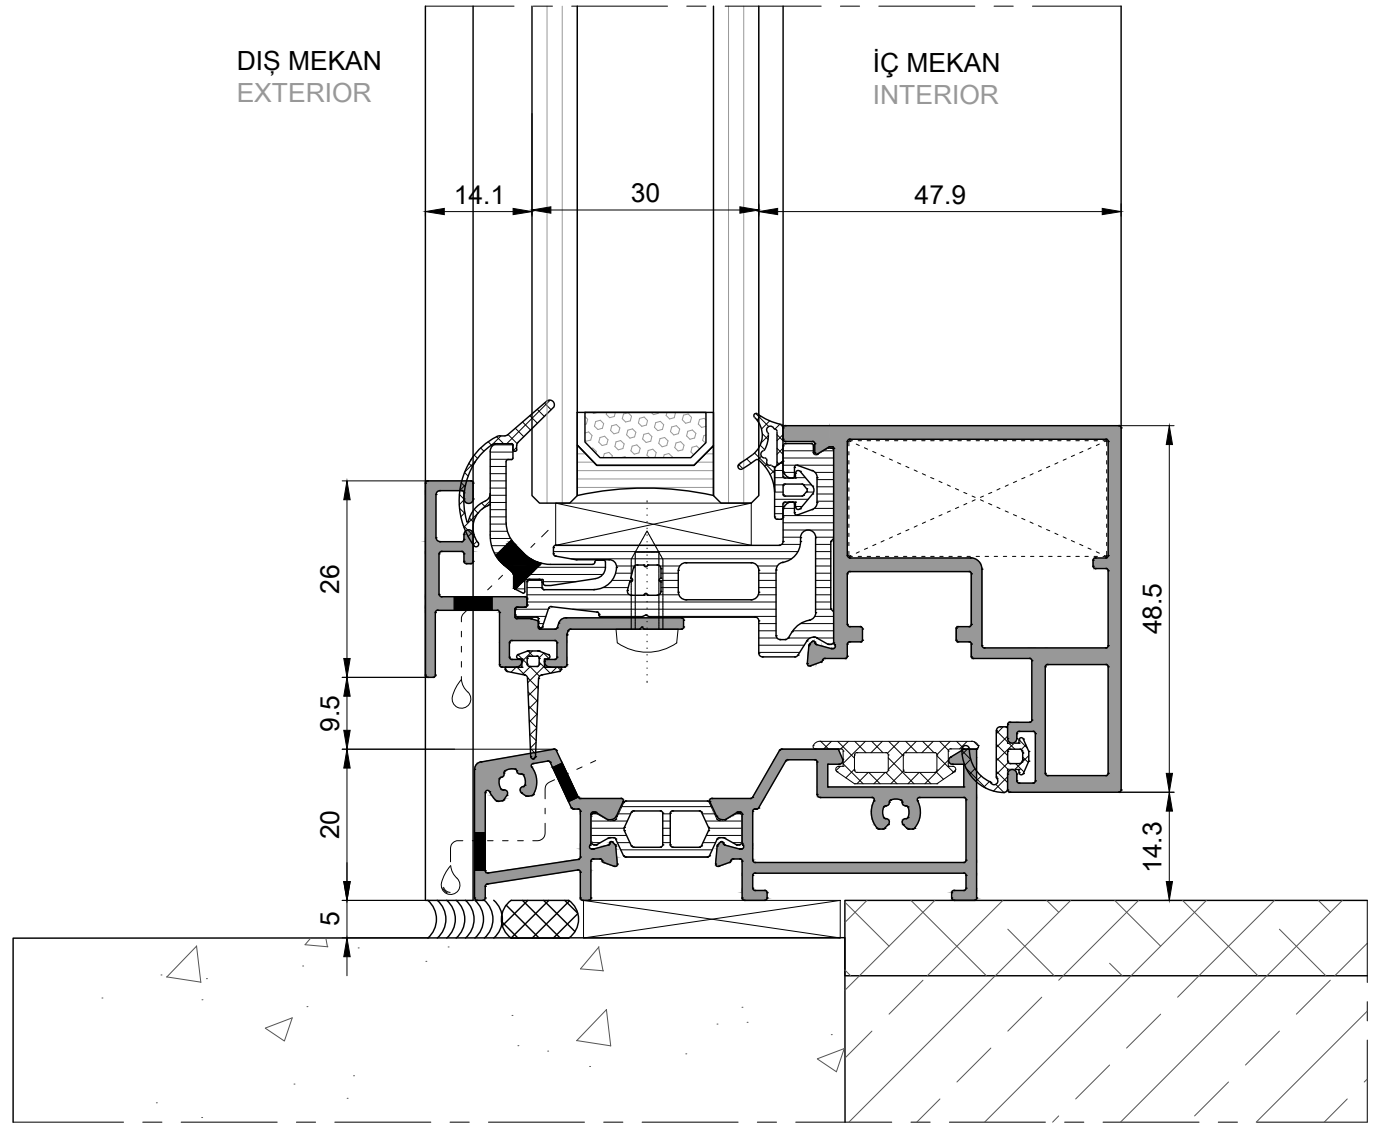 DIŞ MEKAN
EXTERIOR
İÇ MEKAN
INTERIOR
14.1
30
47.9
26
9.5
20
5
48.5
14.3